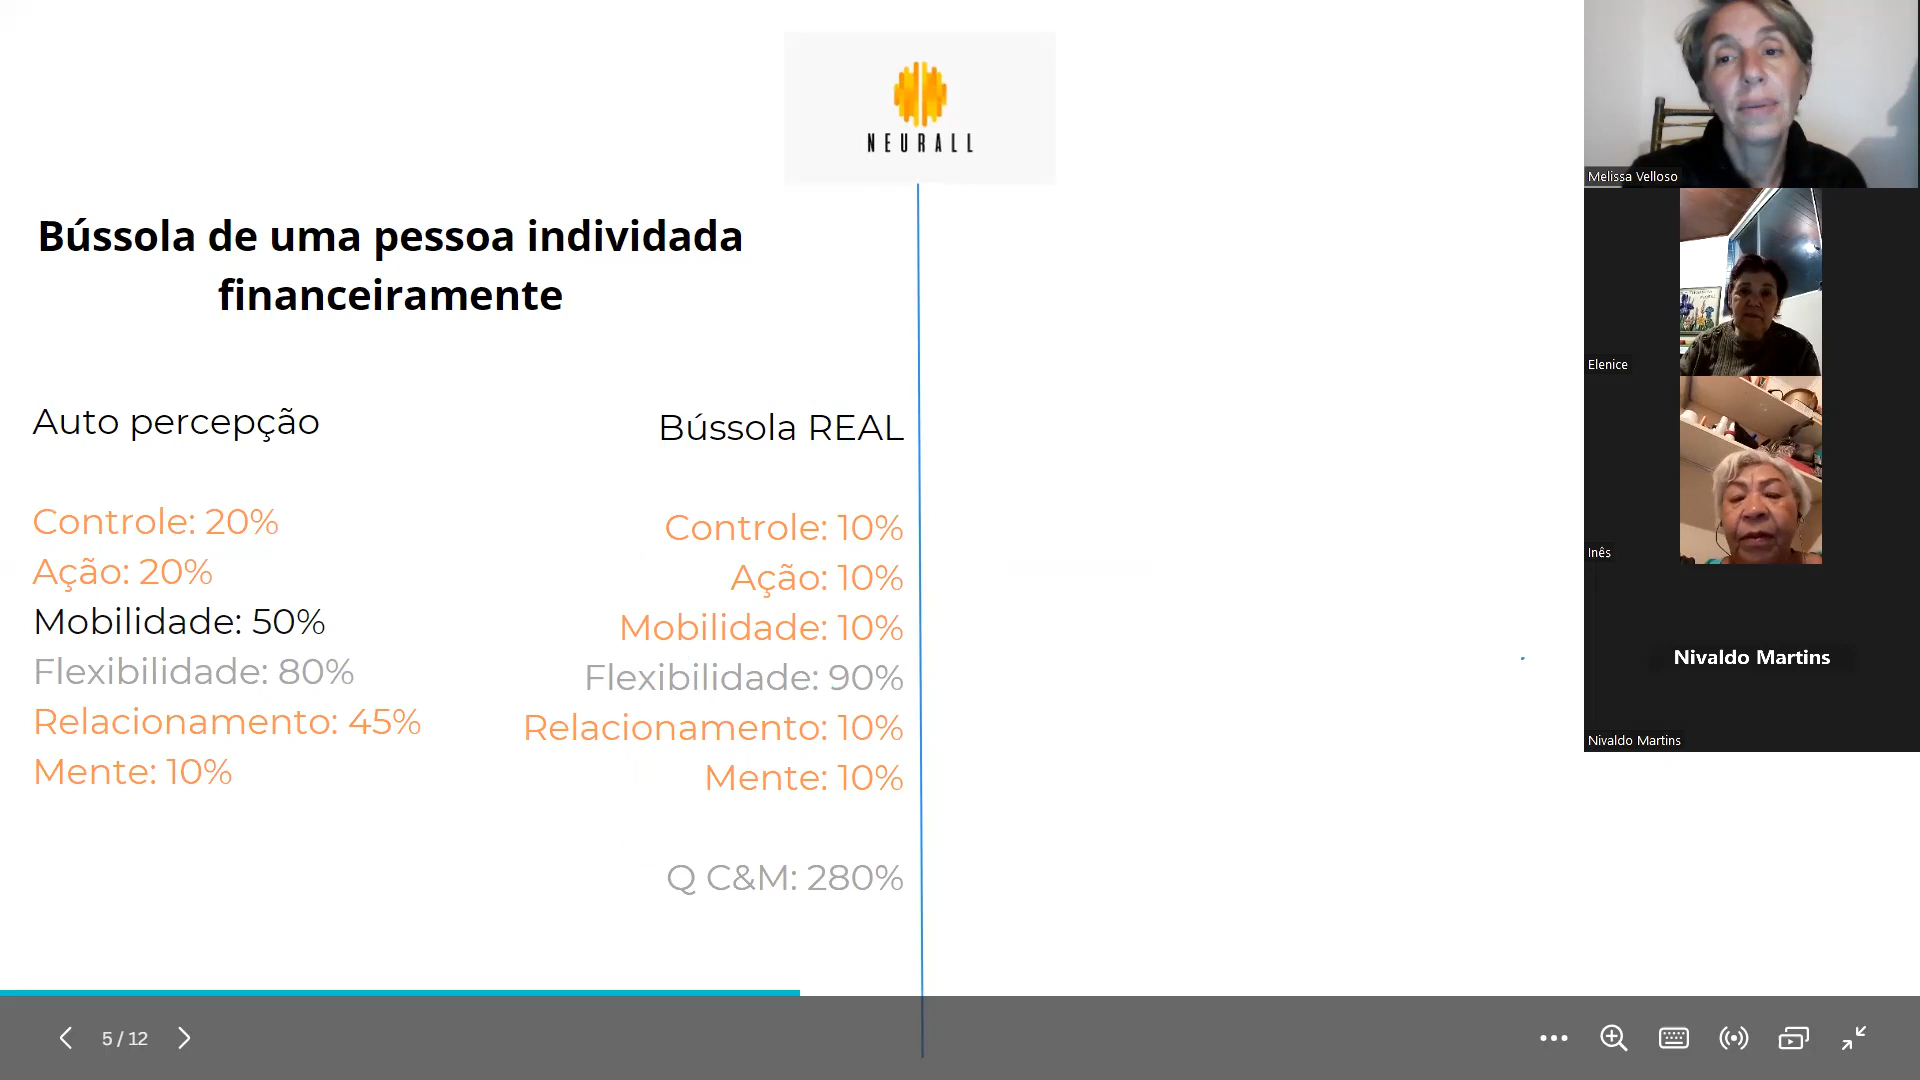 NEURALL
Bússola de uma pessoa individada
financeiramente
Auto percepção
Controle: 20%
Ação: 20%
Mobilidade: 50%
Flexibilidade: 80%
Relacionamento: 45%
Mente: 10%
Bússola REAL
Controle: 10%
Ação: 10%
Mobilidade: 10%
Flexibilidade: 90%
Relacionamento: 10%
Mente: 10%
Q C&M: 280%
Melissa Velloso
Elenice
Inês
Nivaldo Martins
Nivaldo Martins
5 / 12